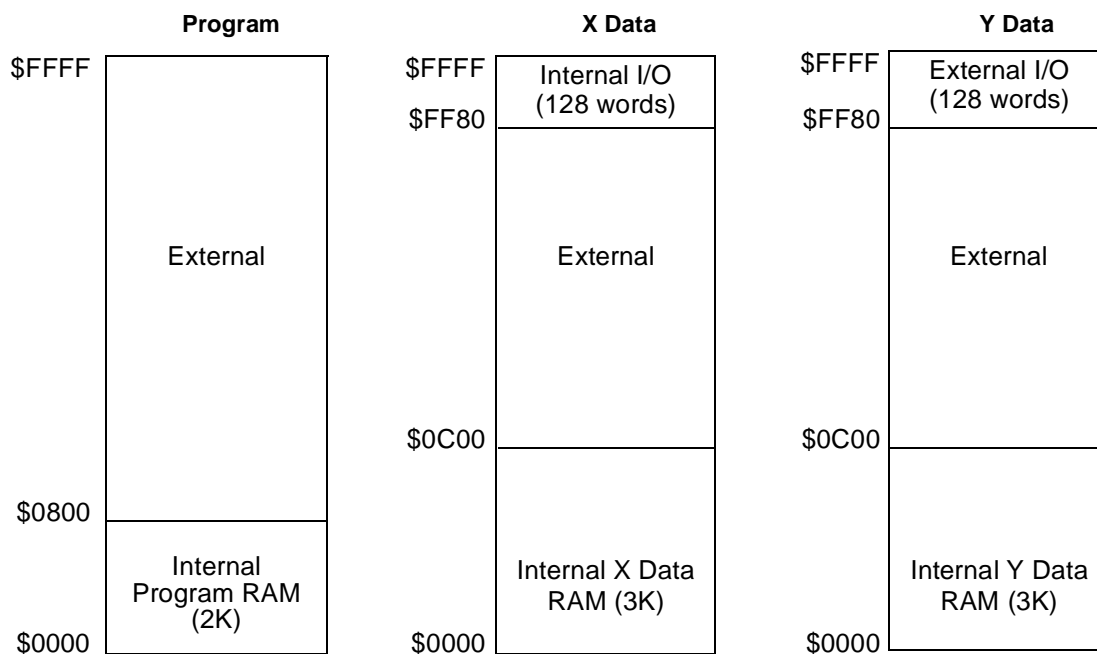 Program
$FFFF
External
$0800
Internal
Program RAM
(2K)
$0000
X Data
$FFFF
Internal I/O
(128 words)
$FF80
External
$0C00
Internal X Data
RAM (3K)
$0000
Y Data
$FFFF
External I/O
(128 words)
$FF80
External
$0C00
Internal Y Data
RAM (3K)
$0000